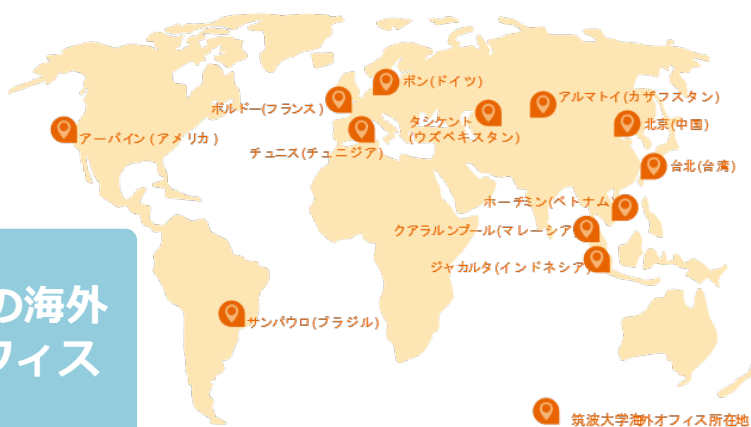 ボン(ドイツ)
ボルドー(フランス)
アルマトイ(カザフスタン)
タシケント
(ウズベキスタン)
北京(中国)
アーバイン(アメリカ)
チュニス(チュニジア)
台北(台湾)
ホーチミン(ベトナム)
クアラルンプール(マレーシア)
ジャカルタ(インドネシア)
の海外
フィス
サンパウロ(ブラジル)
筑波大学海外オフィス所在地